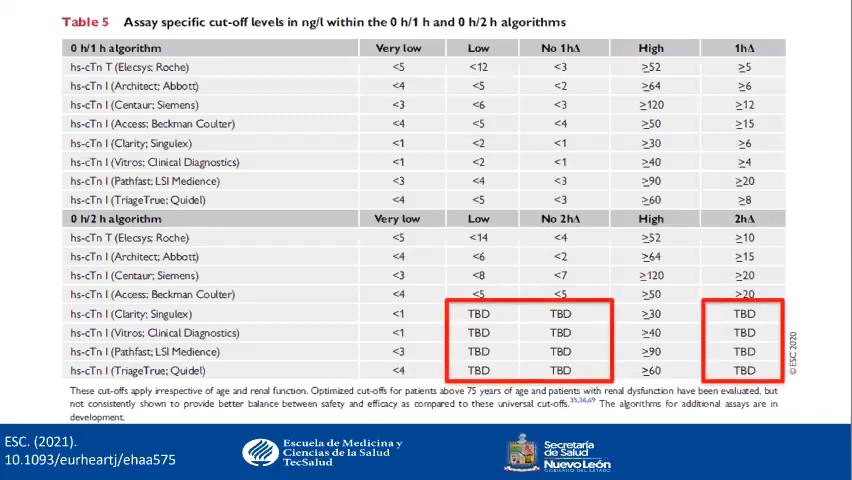 Table 5 Assay specific cut-off levels in ng/l within the 0 h/1 h and 0 h/2 h algorithms
0 h/1 h algorithm Very low Low No 1hΔ High 1hΔ
hs-cTn T (Elecsys; Roche) <5 <12 <3 ≥52 ≥5
hs-cTn I (Architect; Abbott) <4 <5 <2 ≥64 ≥6
hs-cTn I (Centaur; Siemens) <3 <6 <3 ≥120 ≥12
hs-cTn I (Access; Beckman Coulter) <4 <5 <4 ≥50 ≥15
hs-cTn I (Clarity; Singulex) <1 <2 <1 ≥30 ≥6
hs-cTn I (Vitros; Clinical Diagnostics) <1 <2 <1 ≥40 ≥4
hs-cTn I (Pathfast; LSI Medience) <3 <4 <3 ≥90 ≥20
hs-cTn I (TriageTrue; Quidel) <4 <5 <3 ≥60 ≥8
0 h/2 h algorithm Very low Low No 2hΔ High 2hΔ
hs-cTn T (Elecsys; Roche) <5 <14 <4 ≥52 ≥10
hs-cTn I (Architect; Abbott) <4 <6 <2 ≥64 ≥15
hs-cTn I (Centaur; Siemens) <3 <8 <7 ≥120 ≥20
hs-cTn I (Access; Beckman Coulter) <4 <5 <5 ≥50 ≥20
hs-cTn I (Clarity; Singulex) <1 TBD TBD ≥30 TBD
hs-cTn I (Vitros; Clinical Diagnostics) <1 TBD TBD ≥40 TBD
hs-cTn I (Pathfast; LSI Medience) <3 TBD TBD ≥90 TBD
hs-cTn I (TriageTrue; Quidel) <4 TBD TBD ≥60 TBD
© ESC 2020
These cut-offs apply irrespective of age and renal function. Optimized cut-offs for patients above 75 years of age and patients with renal dysfunction have been evaluated, but
not consistently shown to provide better balance between safety and efficacy as compared to these universal cut-offs.35,36,69 The algorithms for additional assays are in
development.
ESC. (2021).
10.1093/eurheartj/ehaa575
Escuela de Medicina y
Ciencias de la Salud
TecSalud
Secretaría
de Salud
Nuevo León
GOBIERNO DEL ESTADO